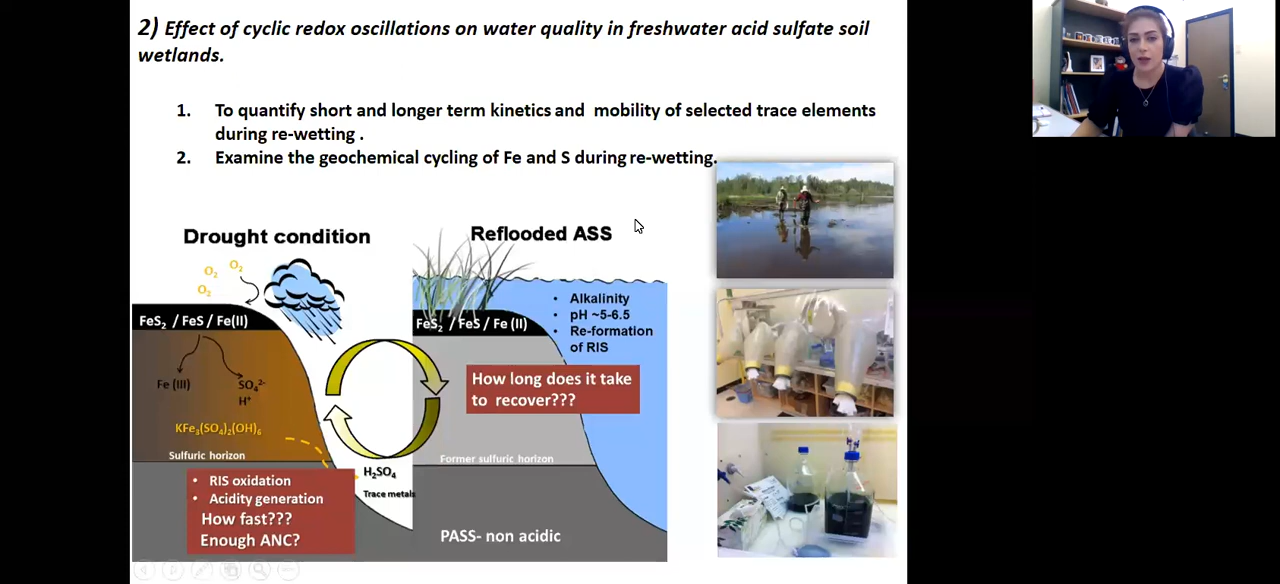 2) Effect of cyclic redox oscillations on water quality in freshwater acid sulfate soil
wetlands.
1. To quantify short and longer term kinetics and mobility of selected trace elements
during re-wetting .
2. Examine the geochemical cycling of Fe and S during re-wetting.
Drought condition
O₂ O₂
O₂
FeS₂ / FeS / Fe(II)
Fe (III) SO₄²⁻
H⁺
KFe₃(SO₄)₂(OH)₆
Sulfuric horizon
• RIS oxidation
• Acidity generation
How fast???
Enough ANC?
H₂SO₄
Trace metals
Reflooded ASS
• Alkalinity
• pH ~5-6.5
• Re-formation
of RIS
FeS₂ / FeS / Fe (II)
How long does it take
to recover???
Former sulfuric horizon
PASS- non acidic